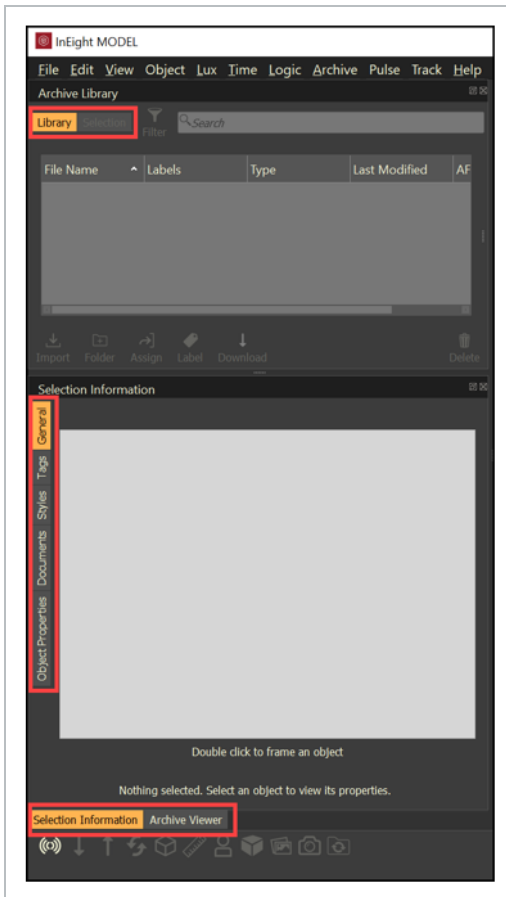 InEight MODEL
File Edit View Object Lux Time Logic Archive Pulse Track Help
Archive Library
Library Selection Filter Search
File Name Labels Type Last Modified AF
Import Folder Assign Label Download Delete
Selection Information
General
Tags
Styles
Documents
Object Properties
Double click to frame an object
Nothing selected. Select an object to view its properties.
Selection Information Archive Viewer